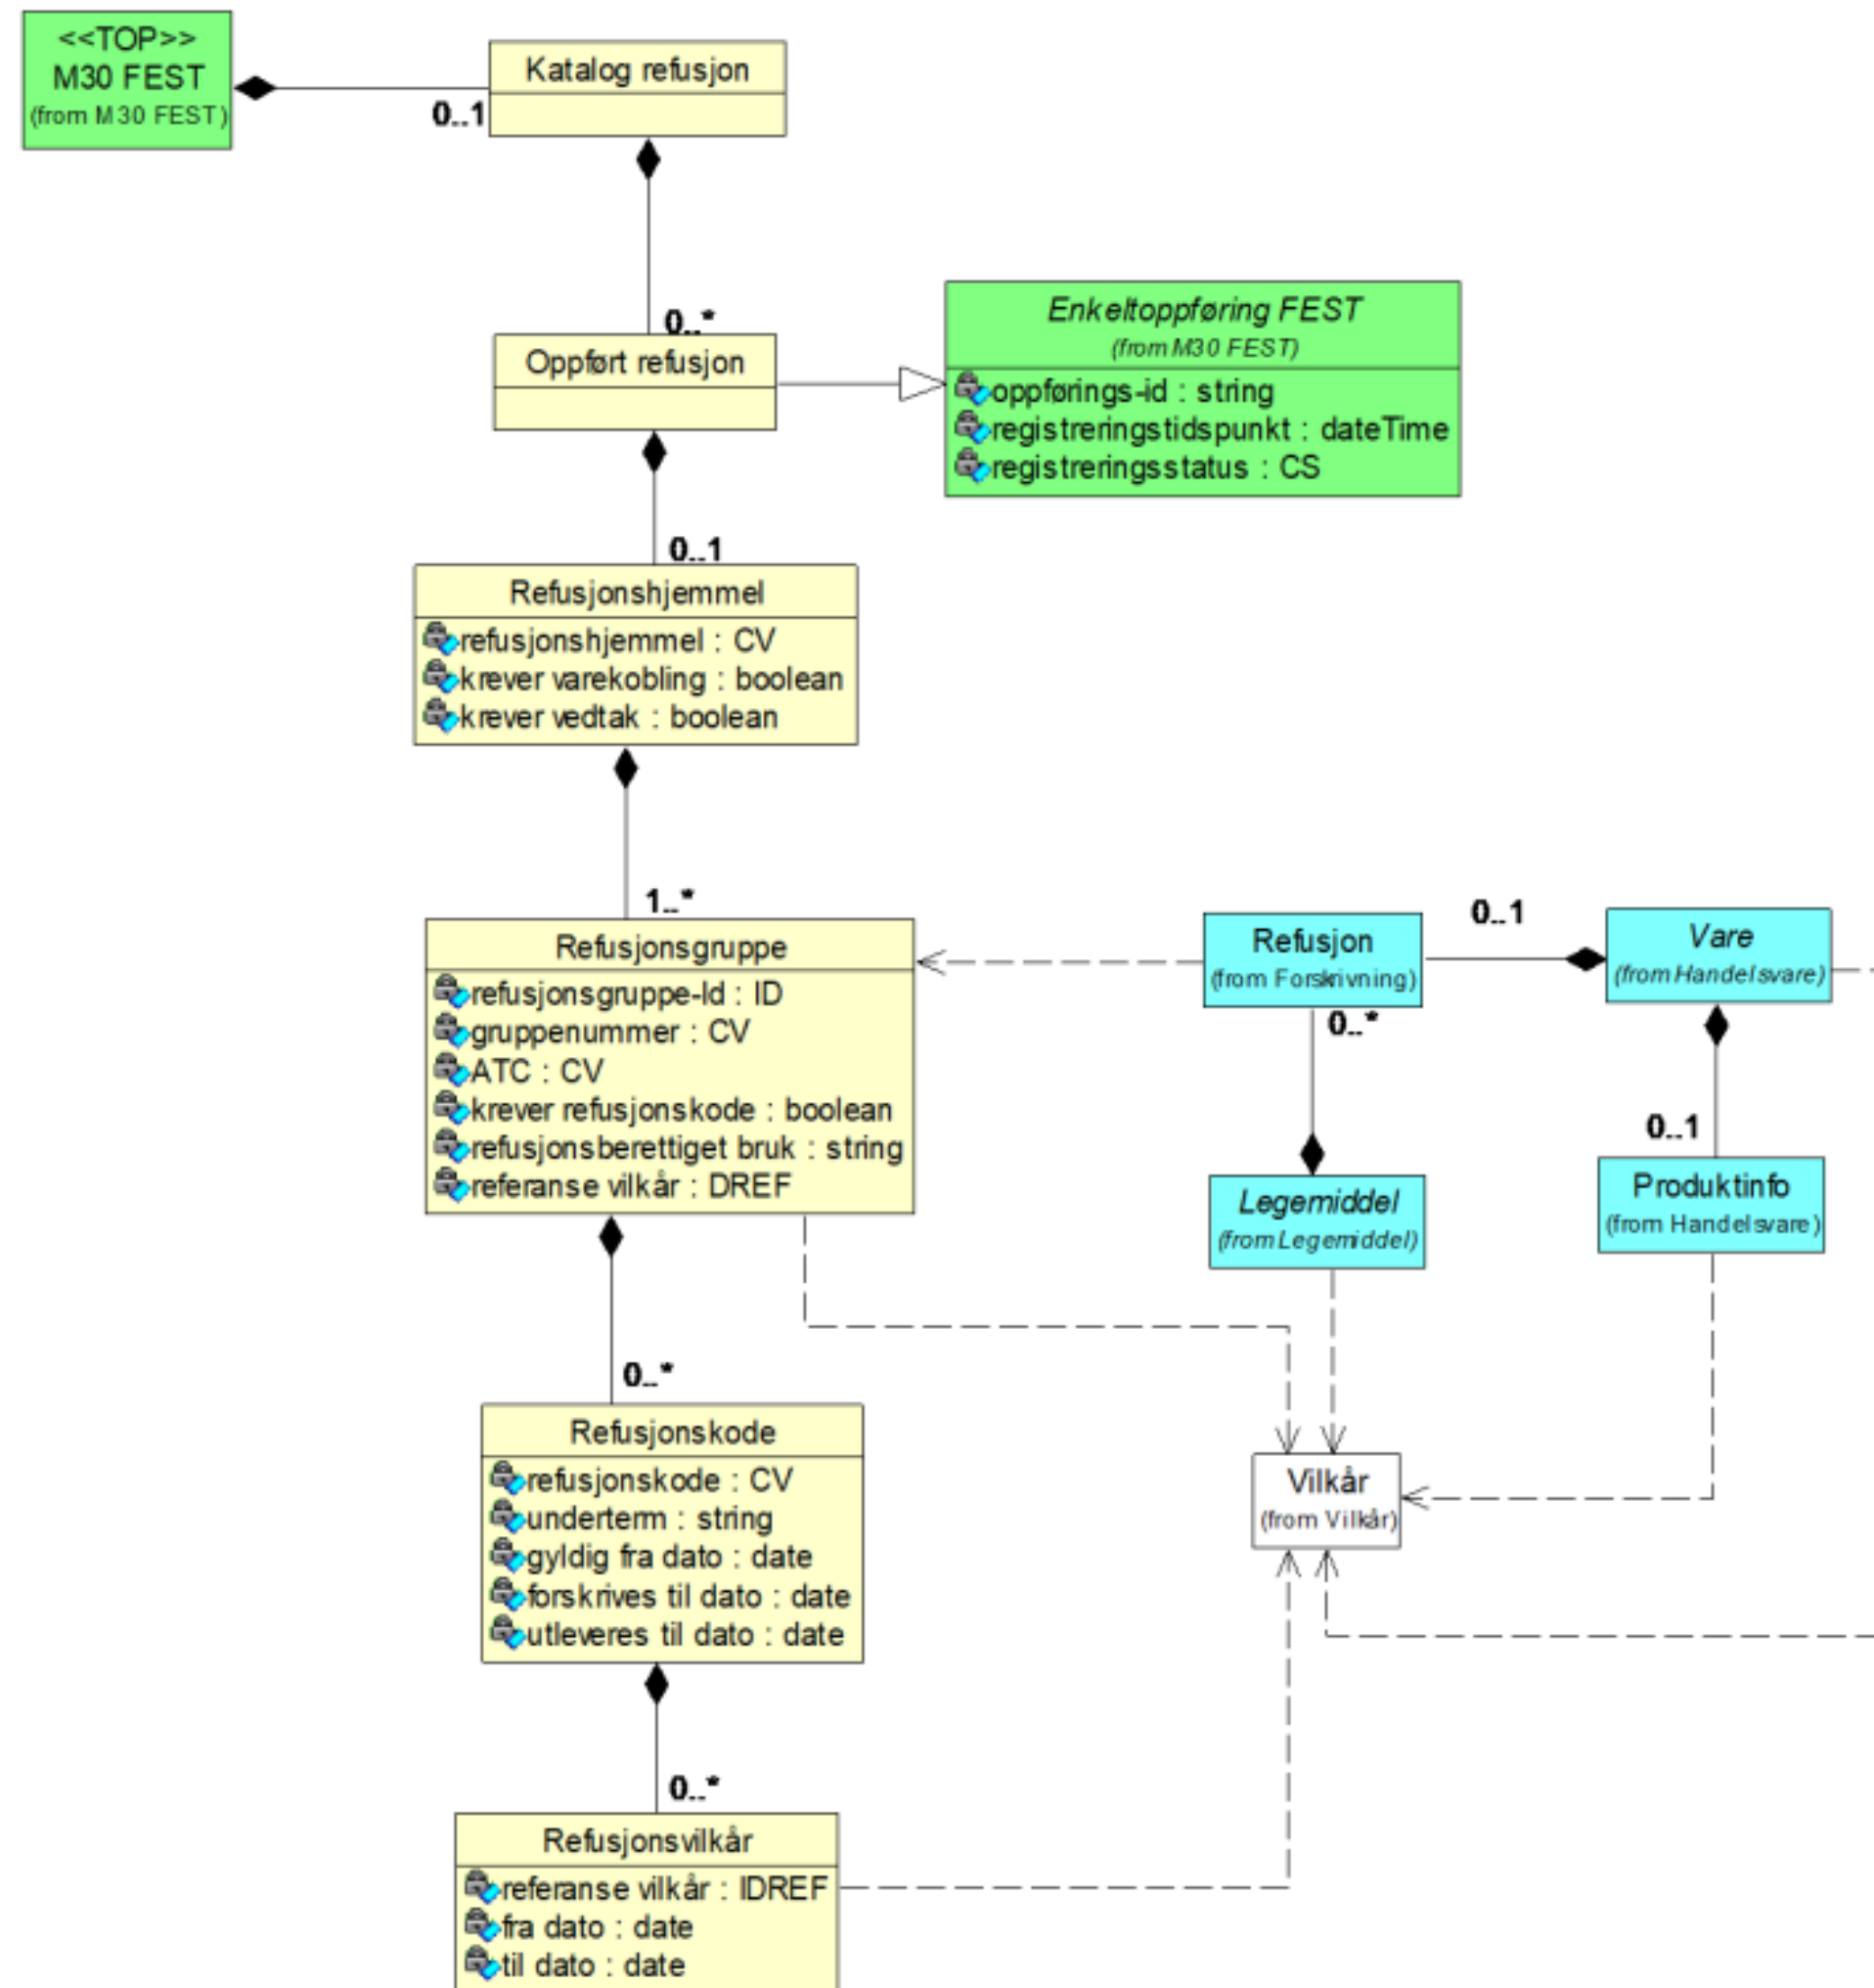 <<TOP>>
M30 FEST
(from M30 FEST)
0..1
Katalog refusjon
0..*
Oppført refusjon
Enkeltoppføring FEST
(from M30 FEST)
oppførings-id : string
registreringstidspunkt : dateTime
registreringsstatus : CS
0..1
Refusjonshjemmel
refusjonshjemmel : CV
krever varekobling : boolean
krever vedtak : boolean
1..*
Refusjonsgruppe
refusjonsgruppe-Id : ID
gruppenummer : CV
ATC : CV
krever refusjonskode : boolean
refusjonsberettiget bruk : string
referanse vilkår : DREF
Refusjon
(from Forskrivning)
0..1
Vare
(from Handelsvare)
0..*
0..1
Legemiddel
(from Legemiddel)
Produktinfo
(from Handelsvare)
0..*
Refusjonskode
refusjonskode : CV
underterm : string
gyldig fra dato : date
forskrives til dato : date
utleveres til dato : date
Vilkår
(from Vilkår)
0..*
Refusjonsvilkår
referanse vilkår : IDREF
fra dato : date
til dato : date